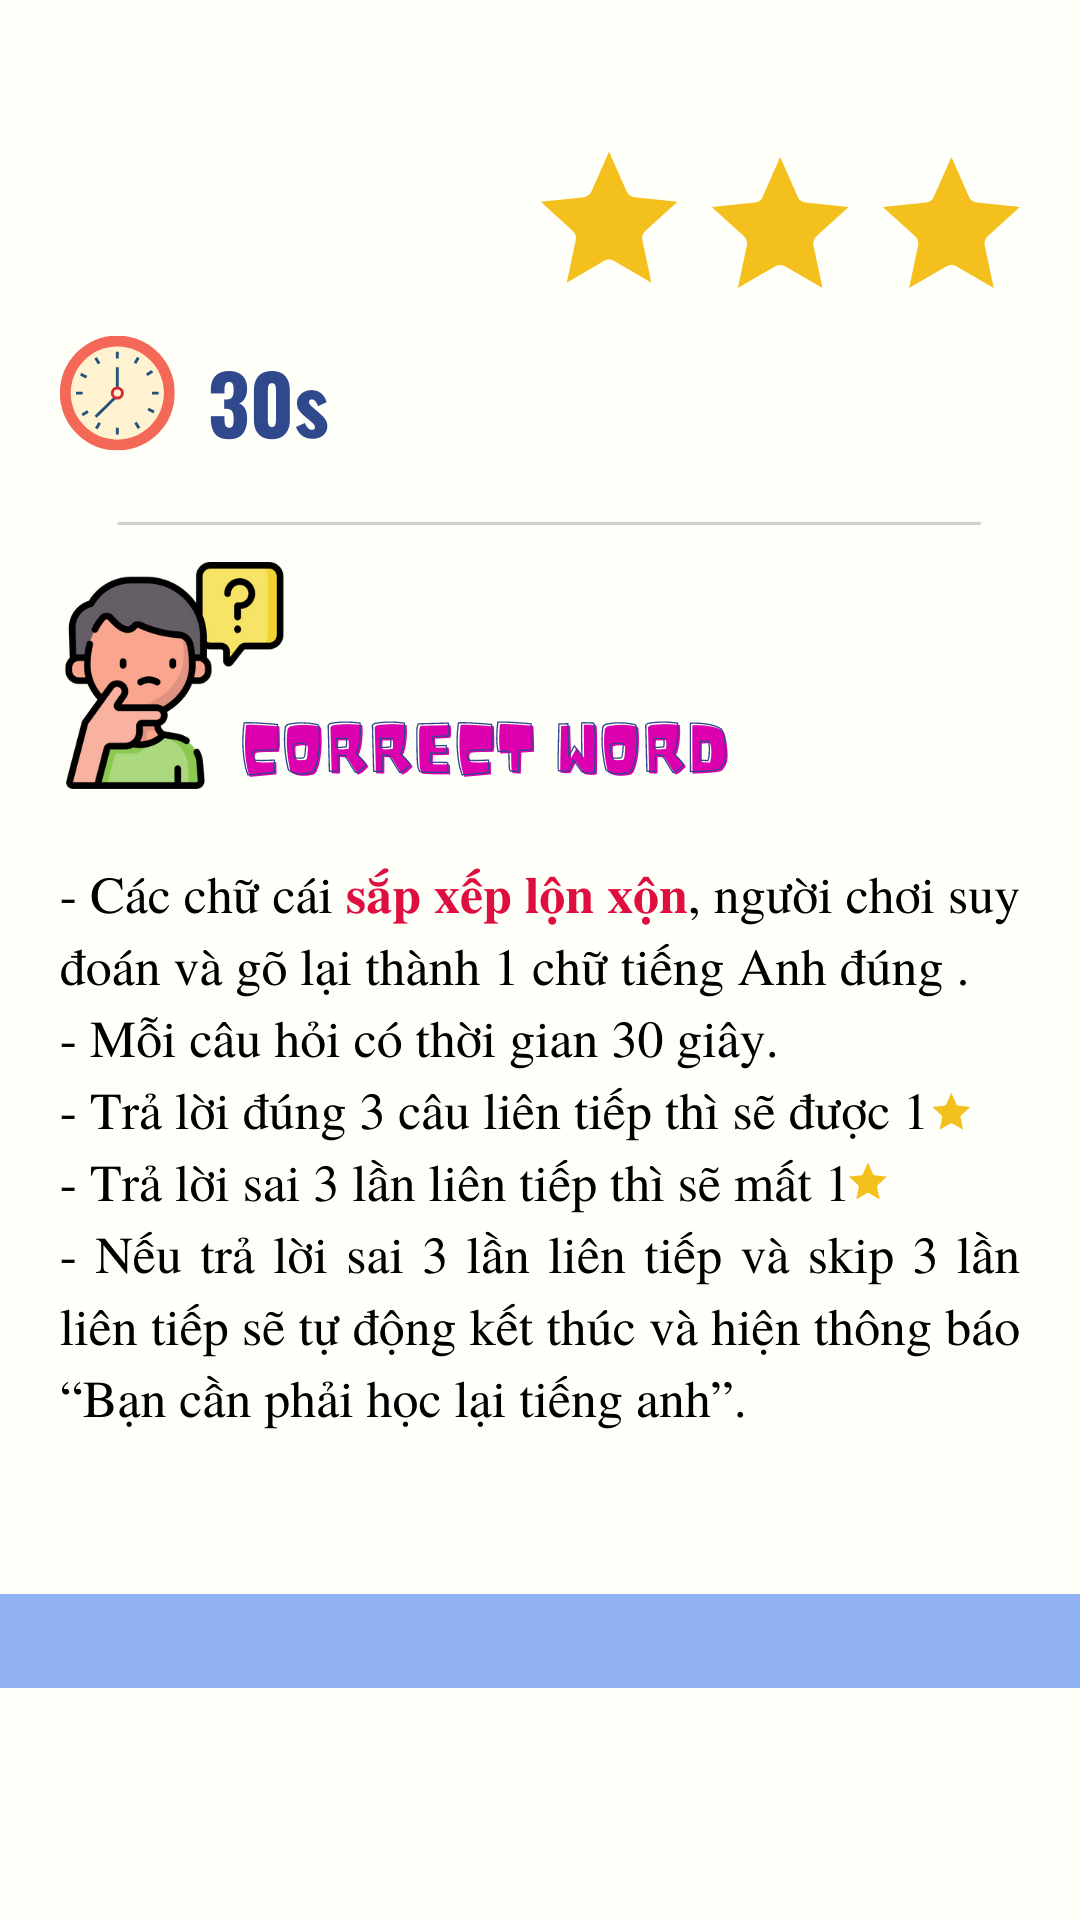 30s
?
CORRECT WORD
- Các chữ cái sắp xếp lộn xộn, người chơi suy
đoán và gõ lại thành 1 chữ tiếng Anh đúng .
- Mỗi câu hỏi có thời gian 30 giây.
- Trả lời đúng 3 câu liên tiếp thì sẽ được 1
- Trả lời sai 3 lần liên tiếp thì sẽ mất 1
- Nếu trả lời sai 3 lần liên tiếp và skip 3 lần
liên tiếp sẽ tự động kết thúc và hiện thông báo
“Bạn cần phải học lại tiếng anh”.